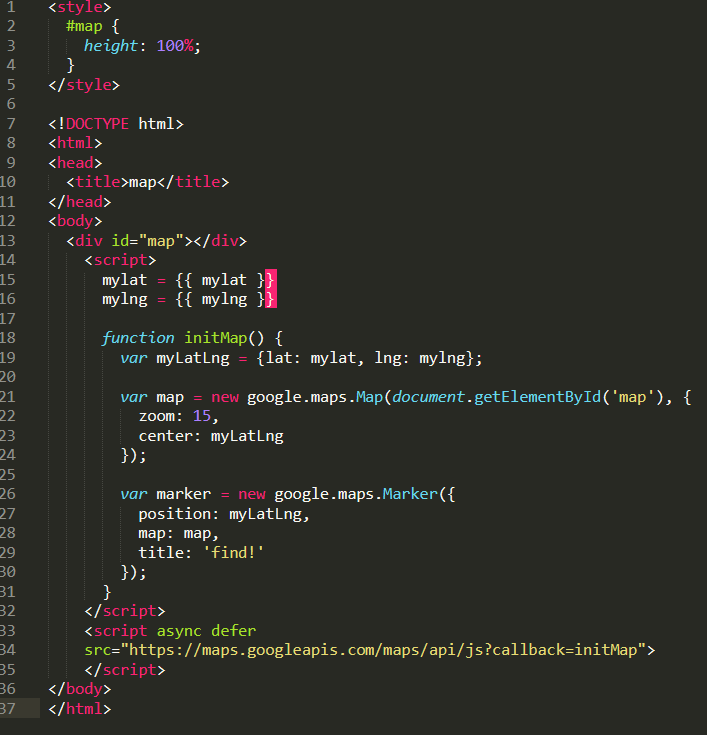 1 <style>
2 #map {
3 height: 100%;
4 }
5 </style>
6
7 <!DOCTYPE html>
8 <html>
9 <head>
10 <title>map</title>
11 </head>
12 <body>
13 <div id="map"></div>
14 <script>
15 mylat = {{ mylat }}
16 mylng = {{ mylng }}
17
18 function initMap() {
19 var myLatLng = {lat: mylat, lng: mylng};
20
21 var map = new google.maps.Map(document.getElementById('map'), {
22 zoom: 15,
23 center: myLatLng
24 });
25
26 var marker = new google.maps.Marker({
27 position: myLatLng,
28 map: map,
29 title: 'find!'
30 });
31 }
32 </script>
33 <script async defer
34 src="https://maps.googleapis.com/maps/api/js?callback=initMap">
35 </script>
36 </body>
37 </html>